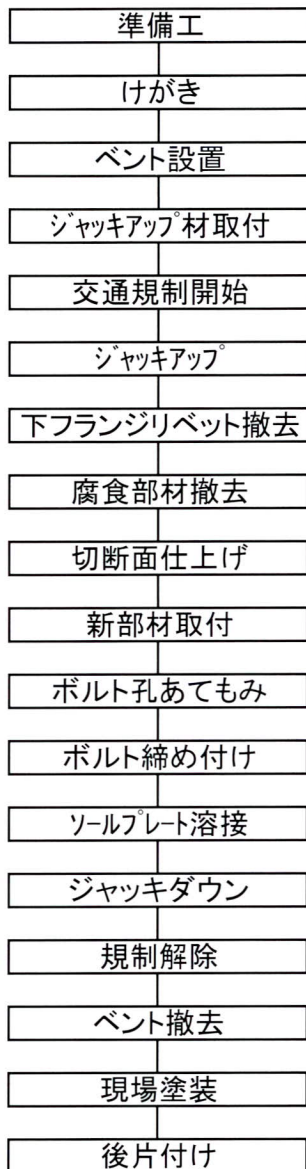 準備工
けがき
ベント設置
ｼﾞｬｯｷｱｯﾌﾟ材取付
交通規制開始
ｼﾞｬｯｷｱｯﾌﾟ
下フランジリベット撤去
腐食部材撤去
切断面仕上げ
新部材取付
ボルト孔あてもみ
ボルト締め付け
ｿｰﾙﾌﾟﾚｰﾄ溶接
ジャッキダウン
規制解除
ベント撤去
現場塗装
後片付け